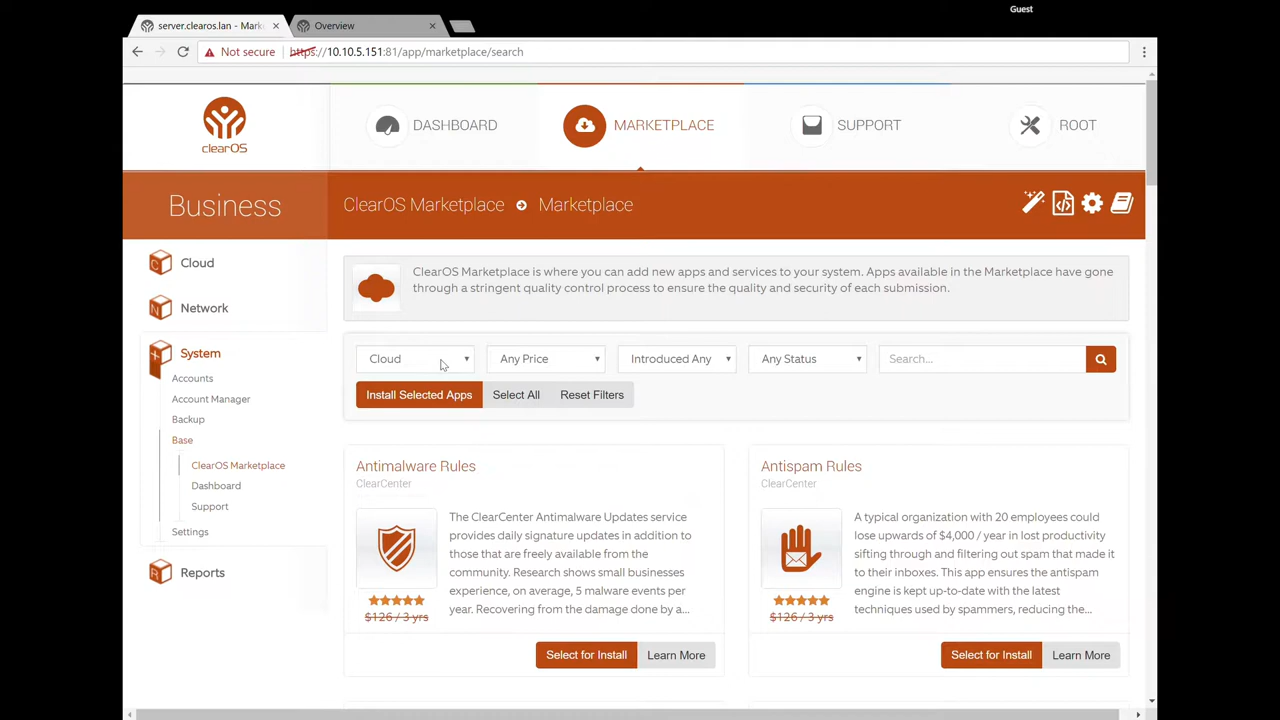 Guest
server.clearos.lan - Mark
Overview
Not secure
https://10.10.5.151:81/app/marketplace/search
clearOS
DASHBOARD
MARKETPLACE
SUPPORT
ROOT
Business
ClearOS Marketplace
Marketplace
Cloud
Network
System
Accounts
Account Manager
Backup
Base
ClearOS Marketplace
Dashboard
Support
Settings
Reports
ClearOS Marketplace is where you can add new apps and services to your system. Apps available in the Marketplace have gone
through a stringent quality control process to ensure the quality and security of each submission.
Cloud
Any Price
Introduced Any
Any Status
Search...
Install Selected Apps
Select All
Reset Filters
Antimalware Rules
ClearCenter
The ClearCenter Antimalware Updates service
provides daily signature updates in addition to
those that are freely available from the
community. Research shows small businesses
experience, on average, 5 malware events per
year. Recovering from the damage done by a...
$126 / 3 yrs
Select for Install
Learn More
Antispam Rules
ClearCenter
A typical organization with 20 employees could
lose upwards of $4,000 / year in lost productivity
sifting through and filtering out spam that made it
to their inboxes. This app ensures the antispam
engine is kept up-to-date with the latest
techniques used by spammers, reducing the...
$126 / 3 yrs
Select for Install
Learn More